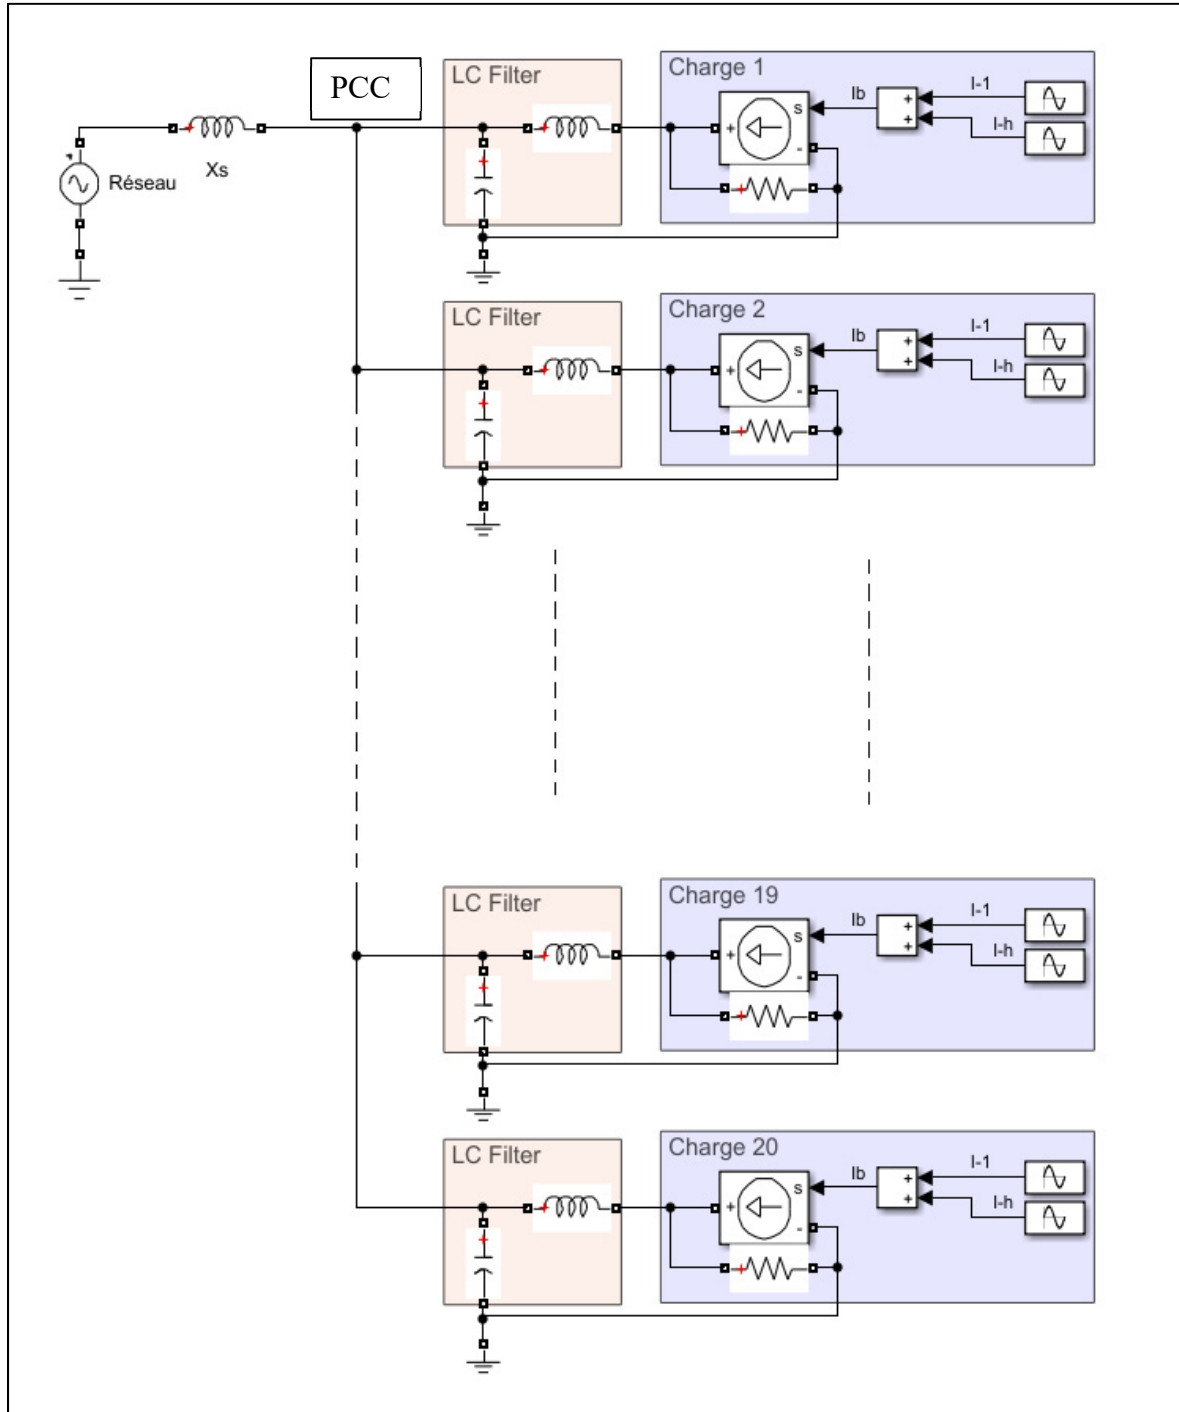 PCC
LC Filter
Charge 1
Ib
I-1
I-h
s
+
-
+
+
Réseau
Xs
LC Filter
Charge 2
Ib
I-1
I-h
s
+
-
+
+
LC Filter
Charge 19
Ib
I-1
I-h
s
+
-
+
+
LC Filter
Charge 20
Ib
I-1
I-h
s
+
-
+
+